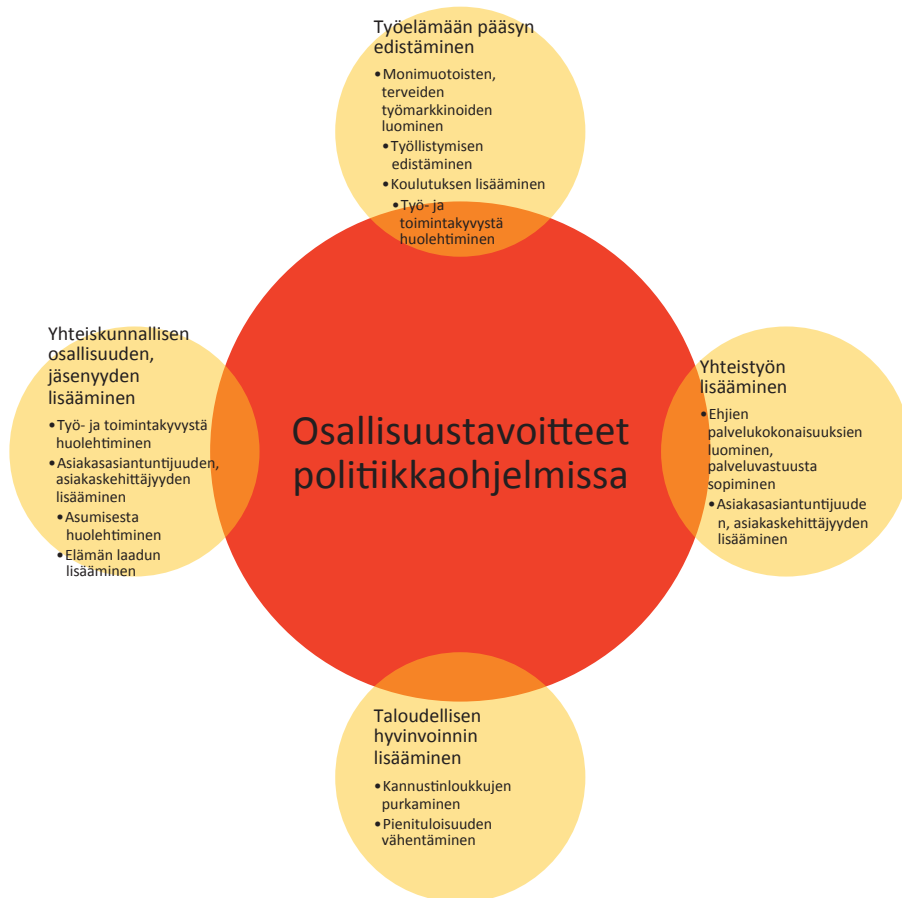 Työelämään pääsyn
edistäminen
•Monimuotoisten,
terveiden
työmarkkinoiden
luominen
•Työllistymisen
edistäminen
•Koulutuksen lisääminen
•Työ- ja
toimintakyvystä
huolehtiminen
Yhteiskunnallisen
osallisuuden,
jäsenyyden
lisääminen
•Työ- ja toimintakyvystä
huolehtiminen
•Asiakasasiantuntijuuden,
asiakaskehittäjyyden
lisääminen
•Asumisesta
huolehtiminen
•Elämän laadun
lisääminen
Osallisuustavoitteet
politiikkaohjelmissa
Yhteistyön
lisääminen
•Ehjien
palvelukokonaisuuksien
luominen,
palveluvastuusta
sopiminen
•Asiakasasiantuntijuude
n, asiakaskehittäjyyden
lisääminen
Taloudellisen
hyvinvoinnin
lisääminen
•Kannustinloukkujen
purkaminen
•Pienituloisuuden
vähentäminen